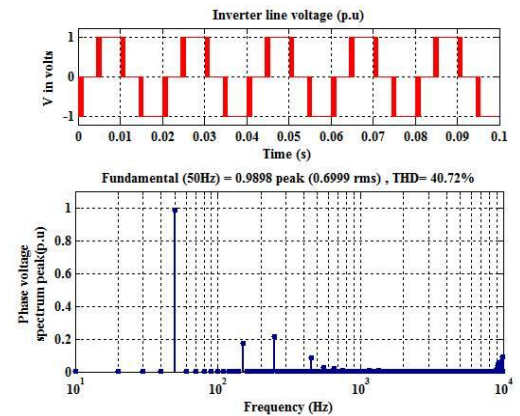 Inverter line voltage (p.u)
V in volts
1
0
-1
0 0.01 0.02 0.03 0.04 0.05 0.06 0.07 0.08 0.09 0.1
Time (s)
Fundamental (50Hz) = 0.9898 peak (0.6999 rms) , THD= 40.72%
Phase voltage
spectrum peak(p.u)
1
0.8
0.6
0.4
0.2
0
10^1 10^2 10^3 10^4
Frequency (Hz)